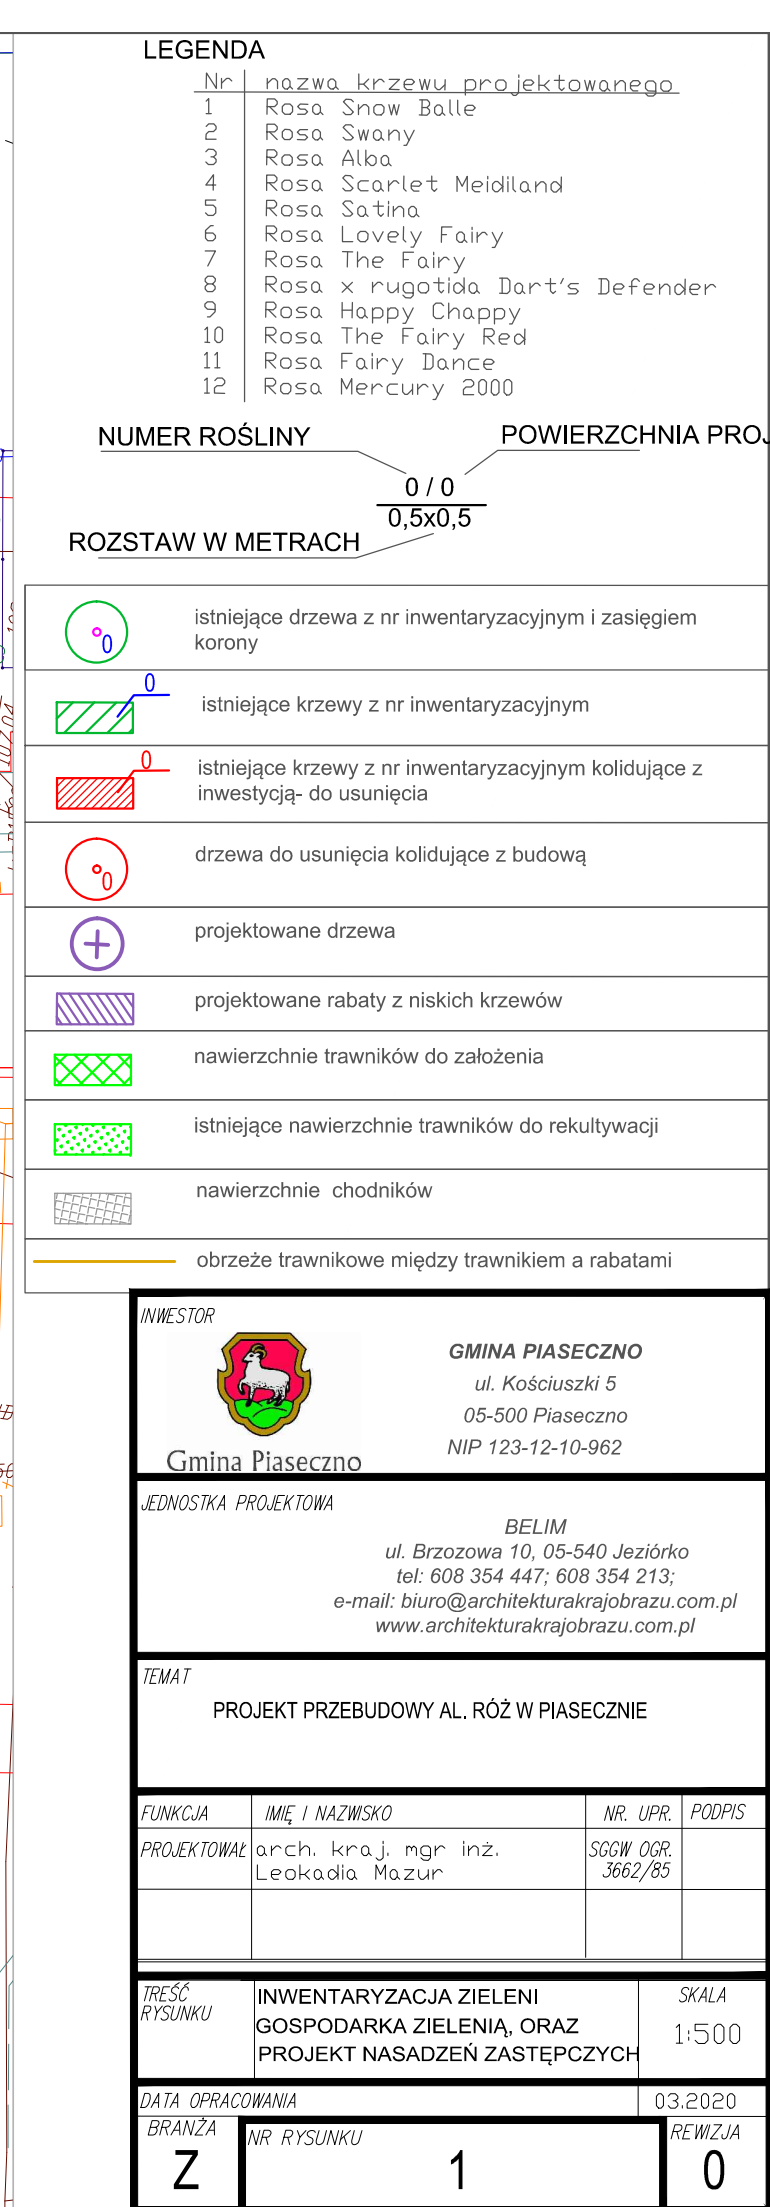 LEGENDA
Nr nazwa krzewu projektowanego
1 Rosa Snow Balle
2 Rosa Swany
3 Rosa Alba
4 Rosa Scarlet Meidiland
5 Rosa Satina
6 Rosa Lovely Fairy
7 Rosa The Fairy
8 Rosa x rugotida Dart's Defender
9 Rosa Happy Chappy
10 Rosa The Fairy Red
11 Rosa Fairy Dance
12 Rosa Mercury 2000
NUMER ROŚLINY POWIERZCHNIA PROJ
0 / 0
0,5x0,5
ROZSTAW W METRACH
istniejące drzewa z nr inwentaryzacyjnym i zasięgiem
korony
0
0
istniejące krzewy z nr inwentaryzacyjnym
0
istniejące krzewy z nr inwentaryzacyjnym kolidujące z
inwestycją- do usunięcia
drzewa do usunięcia kolidujące z budową
0
projektowane drzewa
projektowane rabaty z niskich krzewów
nawierzchnie trawników do założenia
istniejące nawierzchnie trawników do rekultywacji
nawierzchnie chodników
obrzeże trawnikowe między trawnikiem a rabatami
INWESTOR
GMINA PIASECZNO
ul. Kościuszki 5
05-500 Piaseczno
NIP 123-12-10-962
Gmina Piaseczno
JEDNOSTKA PROJEKTOWA
BELIM
ul. Brzozowa 10, 05-540 Jeziórko
tel: 608 354 447; 608 354 213;
e-mail: biuro@architekturakrajobrazu.com.pl
www.architekturakrajobrazu.com.pl
TEMAT
PROJEKT PRZEBUDOWY AL. RÓŻ W PIASECZNIE
FUNKCJA IMIĘ I NAZWISKO NR. UPR. PODPIS
PROJEKTOWAŁ arch. kraj. mgr inż. SGGW OGR.
Leokadia Mazur 3662/85
TREŚĆ INWENTARYZACJA ZIELENI SKALA
RYSUNKU GOSPODARKA ZIELENIĄ, ORAZ 1:500
PROJEKT NASADZEŃ ZASTĘPCZYCH
DATA OPRACOWANIA 03.2020
BRANŻA NR RYSUNKU REWIZJA
Z 1 0